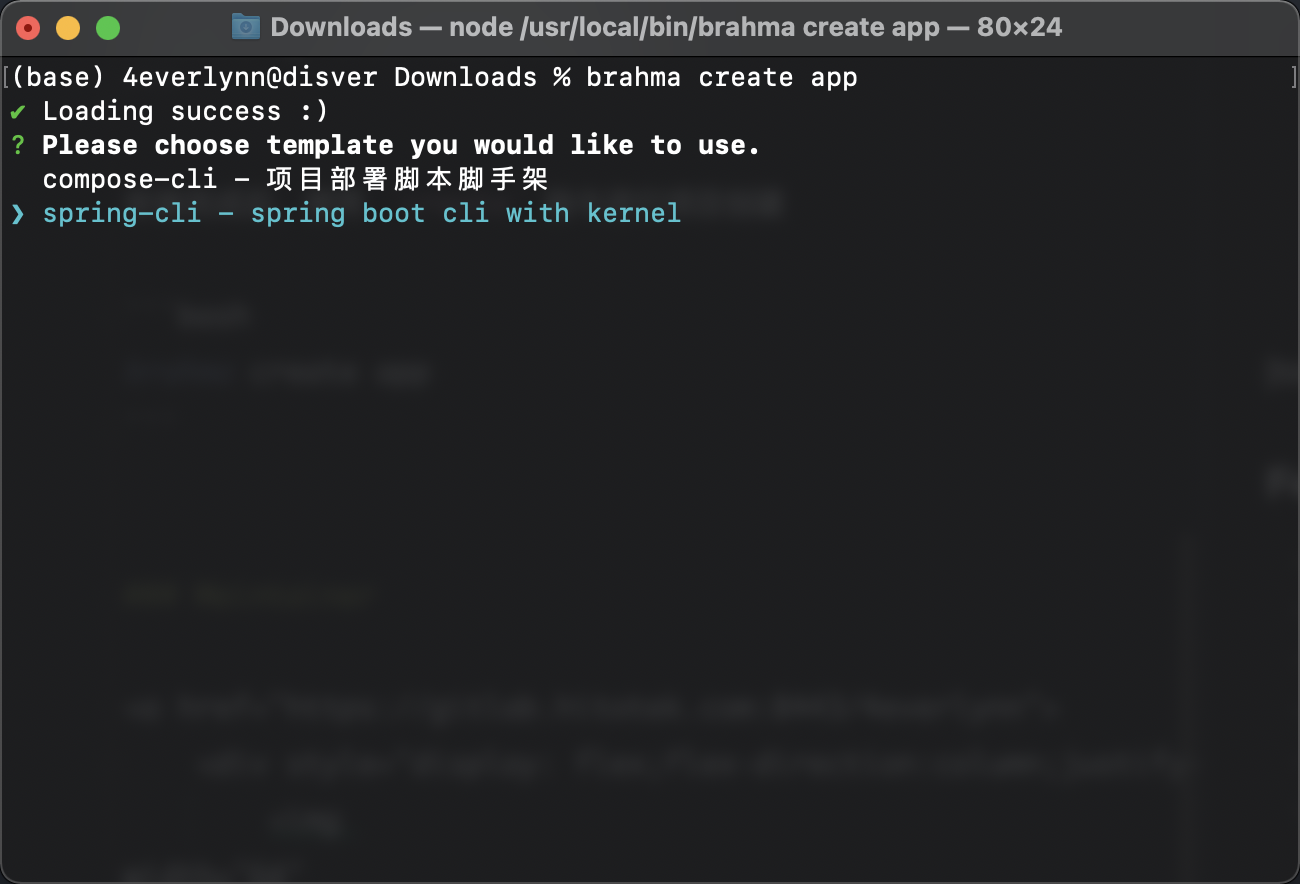 Downloads — node /usr/local/bin/brahma create app — 80×24
[(base) 4everlynn@disver Downloads % brahma create app ]
✔ Loading success :)
? Please choose template you would like to use.
compose-cli - 项目部署脚本脚手架
❯ spring-cli - spring boot cli with kernel